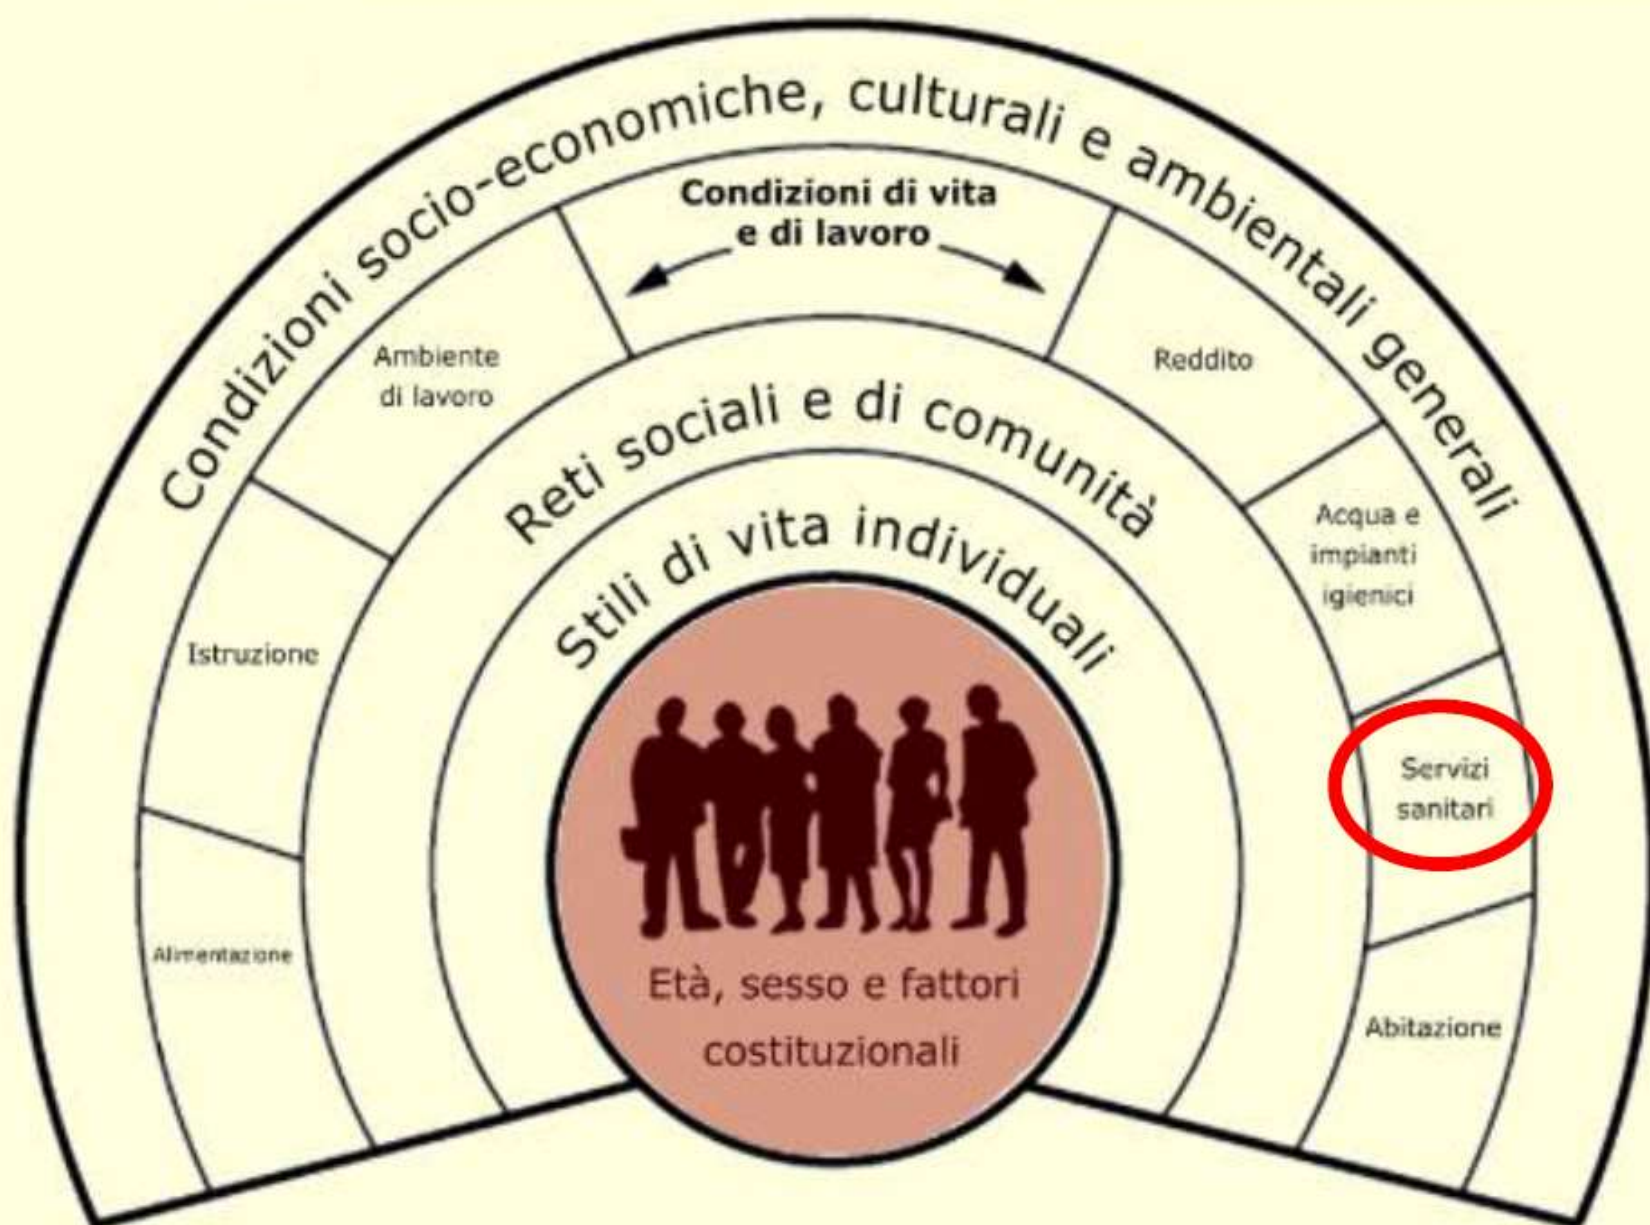 Condizioni socio-economiche, culturali e ambientali generali
Condizioni di vita
e di lavoro
Ambiente
di lavoro
Reddito
Reti sociali e di comunità
Acqua e
impianti
igienici
Stili di vita individuali
Istruzione
Servizi
sanitari
Alimentazione
Età, sesso e fattori
costituzionali
Abitazione